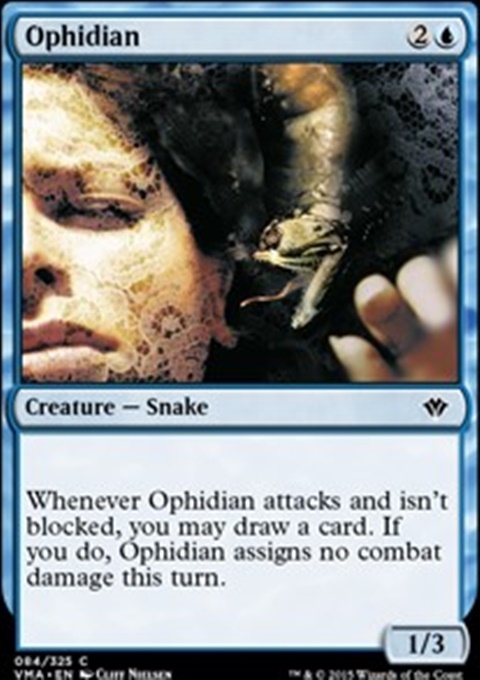 Ophidian 2
Creature — Snake
Whenever Ophidian attacks and isn't
blocked, you may draw a card. If
you do, Ophidian assigns no combat
damage this turn.
1/3
084/325 C
VMA • EN Cliff Nielsen ™ & © 2015 Wizards of the Coast